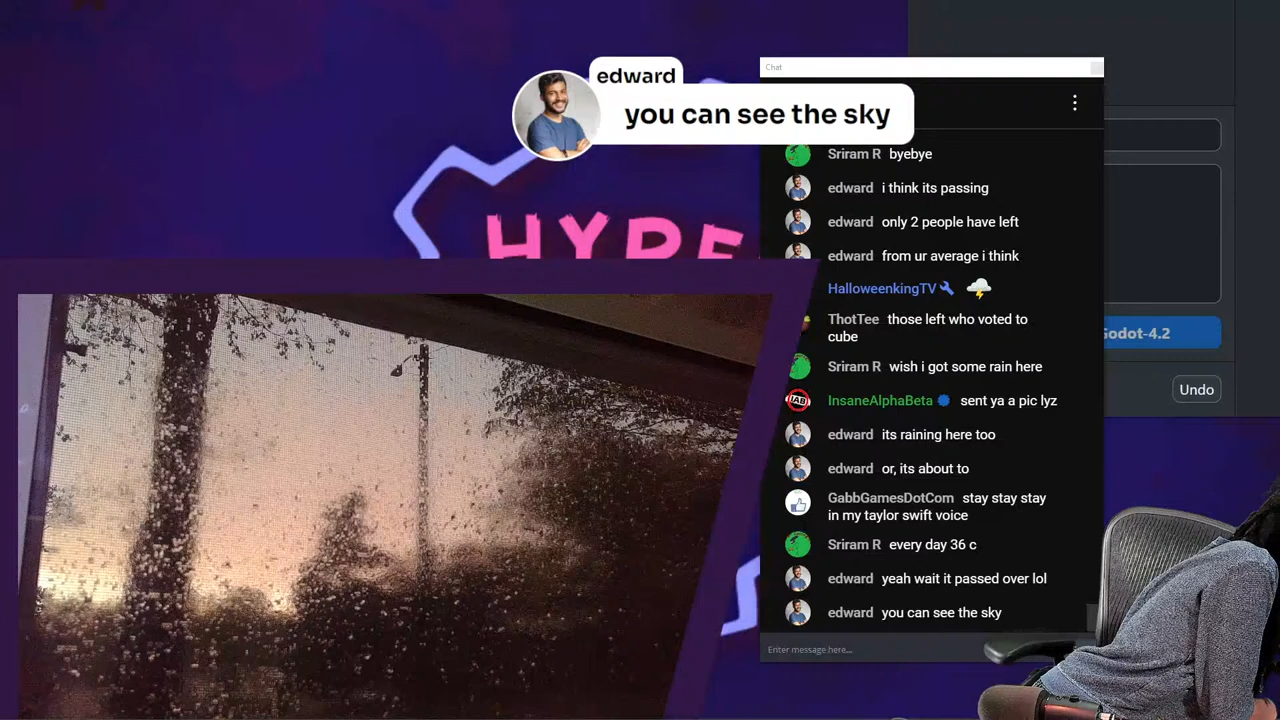 edward
you can see the sky
Chat
Sriram R byebye
edward i think its passing
edward only 2 people have left
edward from ur average i think
HalloweenkingTV
ThotTee those left who voted to
cube
Sriram R wish i got some rain here
IAB
InsaneAlphaBeta sent ya a pic lyz
edward its raining here too
edward or, its about to
GabbGamesDotCom stay stay stay
in my taylor swift voice
Sriram R every day 36 c
edward yeah wait it passed over lol
edward you can see the sky
Enter message here...
HYPE
Godot-4.2
Undo